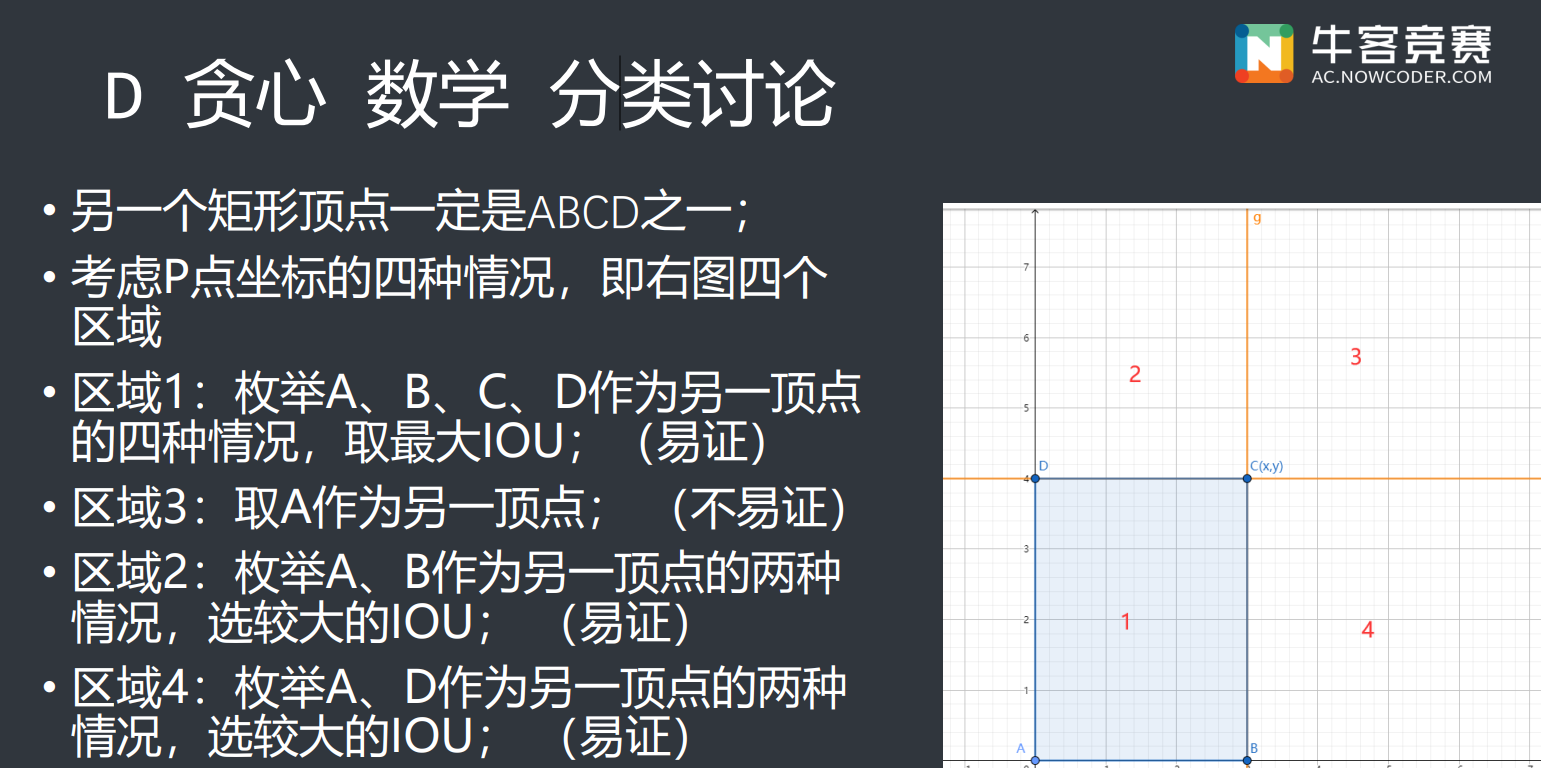 牛客竞赛
AC.NOWCODER.COM
D 贪心 数学 分类讨论
• 另一个矩形顶点一定是ABCD之一；
• 考虑P点坐标的四种情况，即右图四个
区域
• 区域1：枚举A、B、C、D作为另一顶点
的四种情况，取最大IOU；（易证）
• 区域3：取A作为另一顶点；（不易证）
• 区域2：枚举A、B作为另一顶点的两种
情况，选较大的IOU；（易证）
• 区域4：枚举A、D作为另一顶点的两种
情况，选较大的IOU；（易证）
g
7
6
5
4
3
2
1
2
3
D
C(x,y)
1
4
A
B